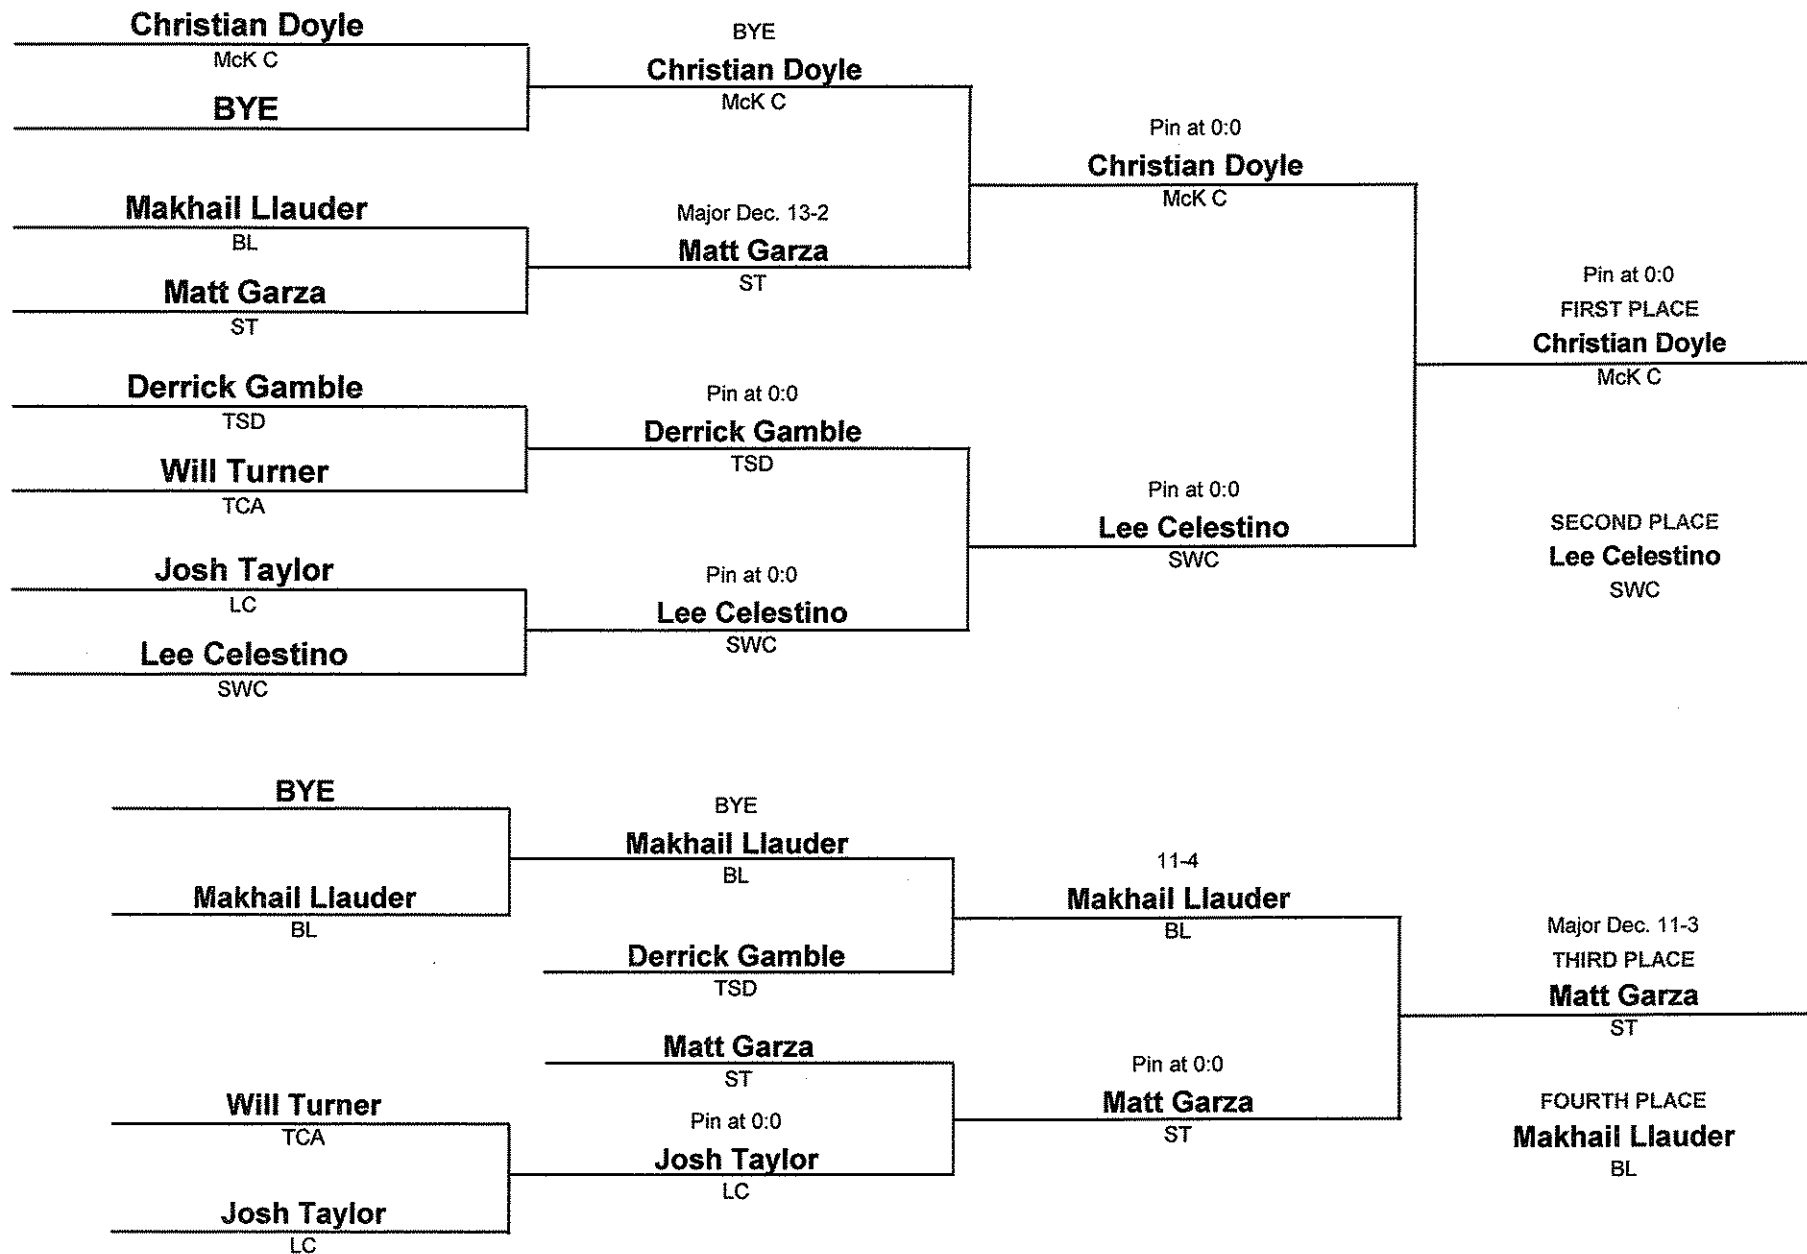 Christian Doyle
McK C
BYE
Makhail Llauder
BL
Matt Garza
ST
Derrick Gamble
TSD
Will Turner
TCA
Josh Taylor
LC
Lee Celestino
SWC
BYE
Christian Doyle
McK C
Major Dec. 13-2
Matt Garza
ST
Pin at 0:0
Derrick Gamble
TSD
Pin at 0:0
Lee Celestino
SWC
Pin at 0:0
Christian Doyle
McK C
Pin at 0:0
Lee Celestino
SWC
Pin at 0:0
FIRST PLACE
Christian Doyle
McK C
SECOND PLACE
Lee Celestino
SWC
BYE
Makhail Llauder
BL
Will Turner
TCA
Josh Taylor
LC
BYE
Makhail Llauder
BL
Derrick Gamble
TSD
Matt Garza
ST
Pin at 0:0
Josh Taylor
LC
11-4
Makhail Llauder
BL
Pin at 0:0
Matt Garza
ST
Major Dec. 11-3
THIRD PLACE
Matt Garza
ST
FOURTH PLACE
Makhail Llauder
BL